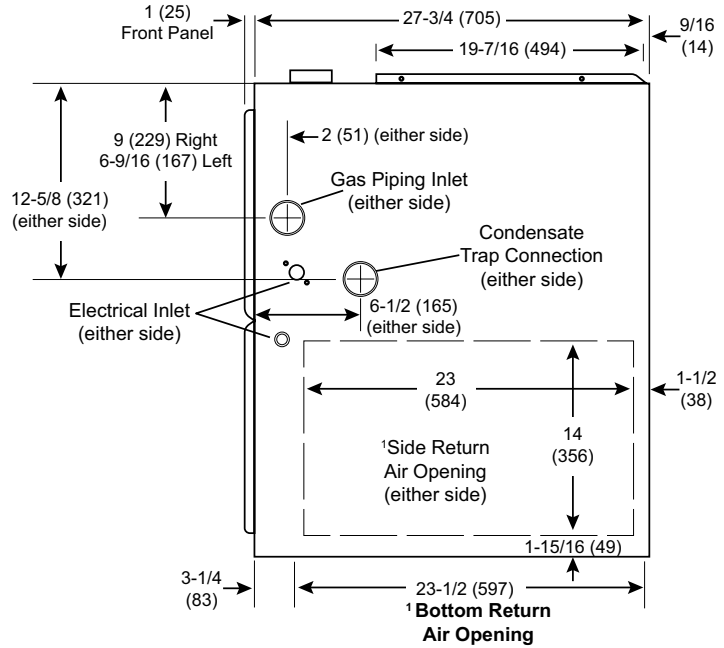 1 (25)
Front Panel
27-3/4 (705)
9/16
(14)
19-7/16 (494)
9 (229) Right
6-9/16 (167) Left
2 (51) (either side)
12-5/8 (321)
(either side)
Gas Piping Inlet
(either side)
Condensate
Trap Connection
(either side)
Electrical Inlet
(either side)
6-1/2 (165)
(either side)
23
(584)
1-1/2
(38)
14
(356)
¹Side Return
Air Opening
(either side)
1-15/16 (49)
3-1/4
(83)
23-1/2 (597)
¹Bottom Return
Air Opening